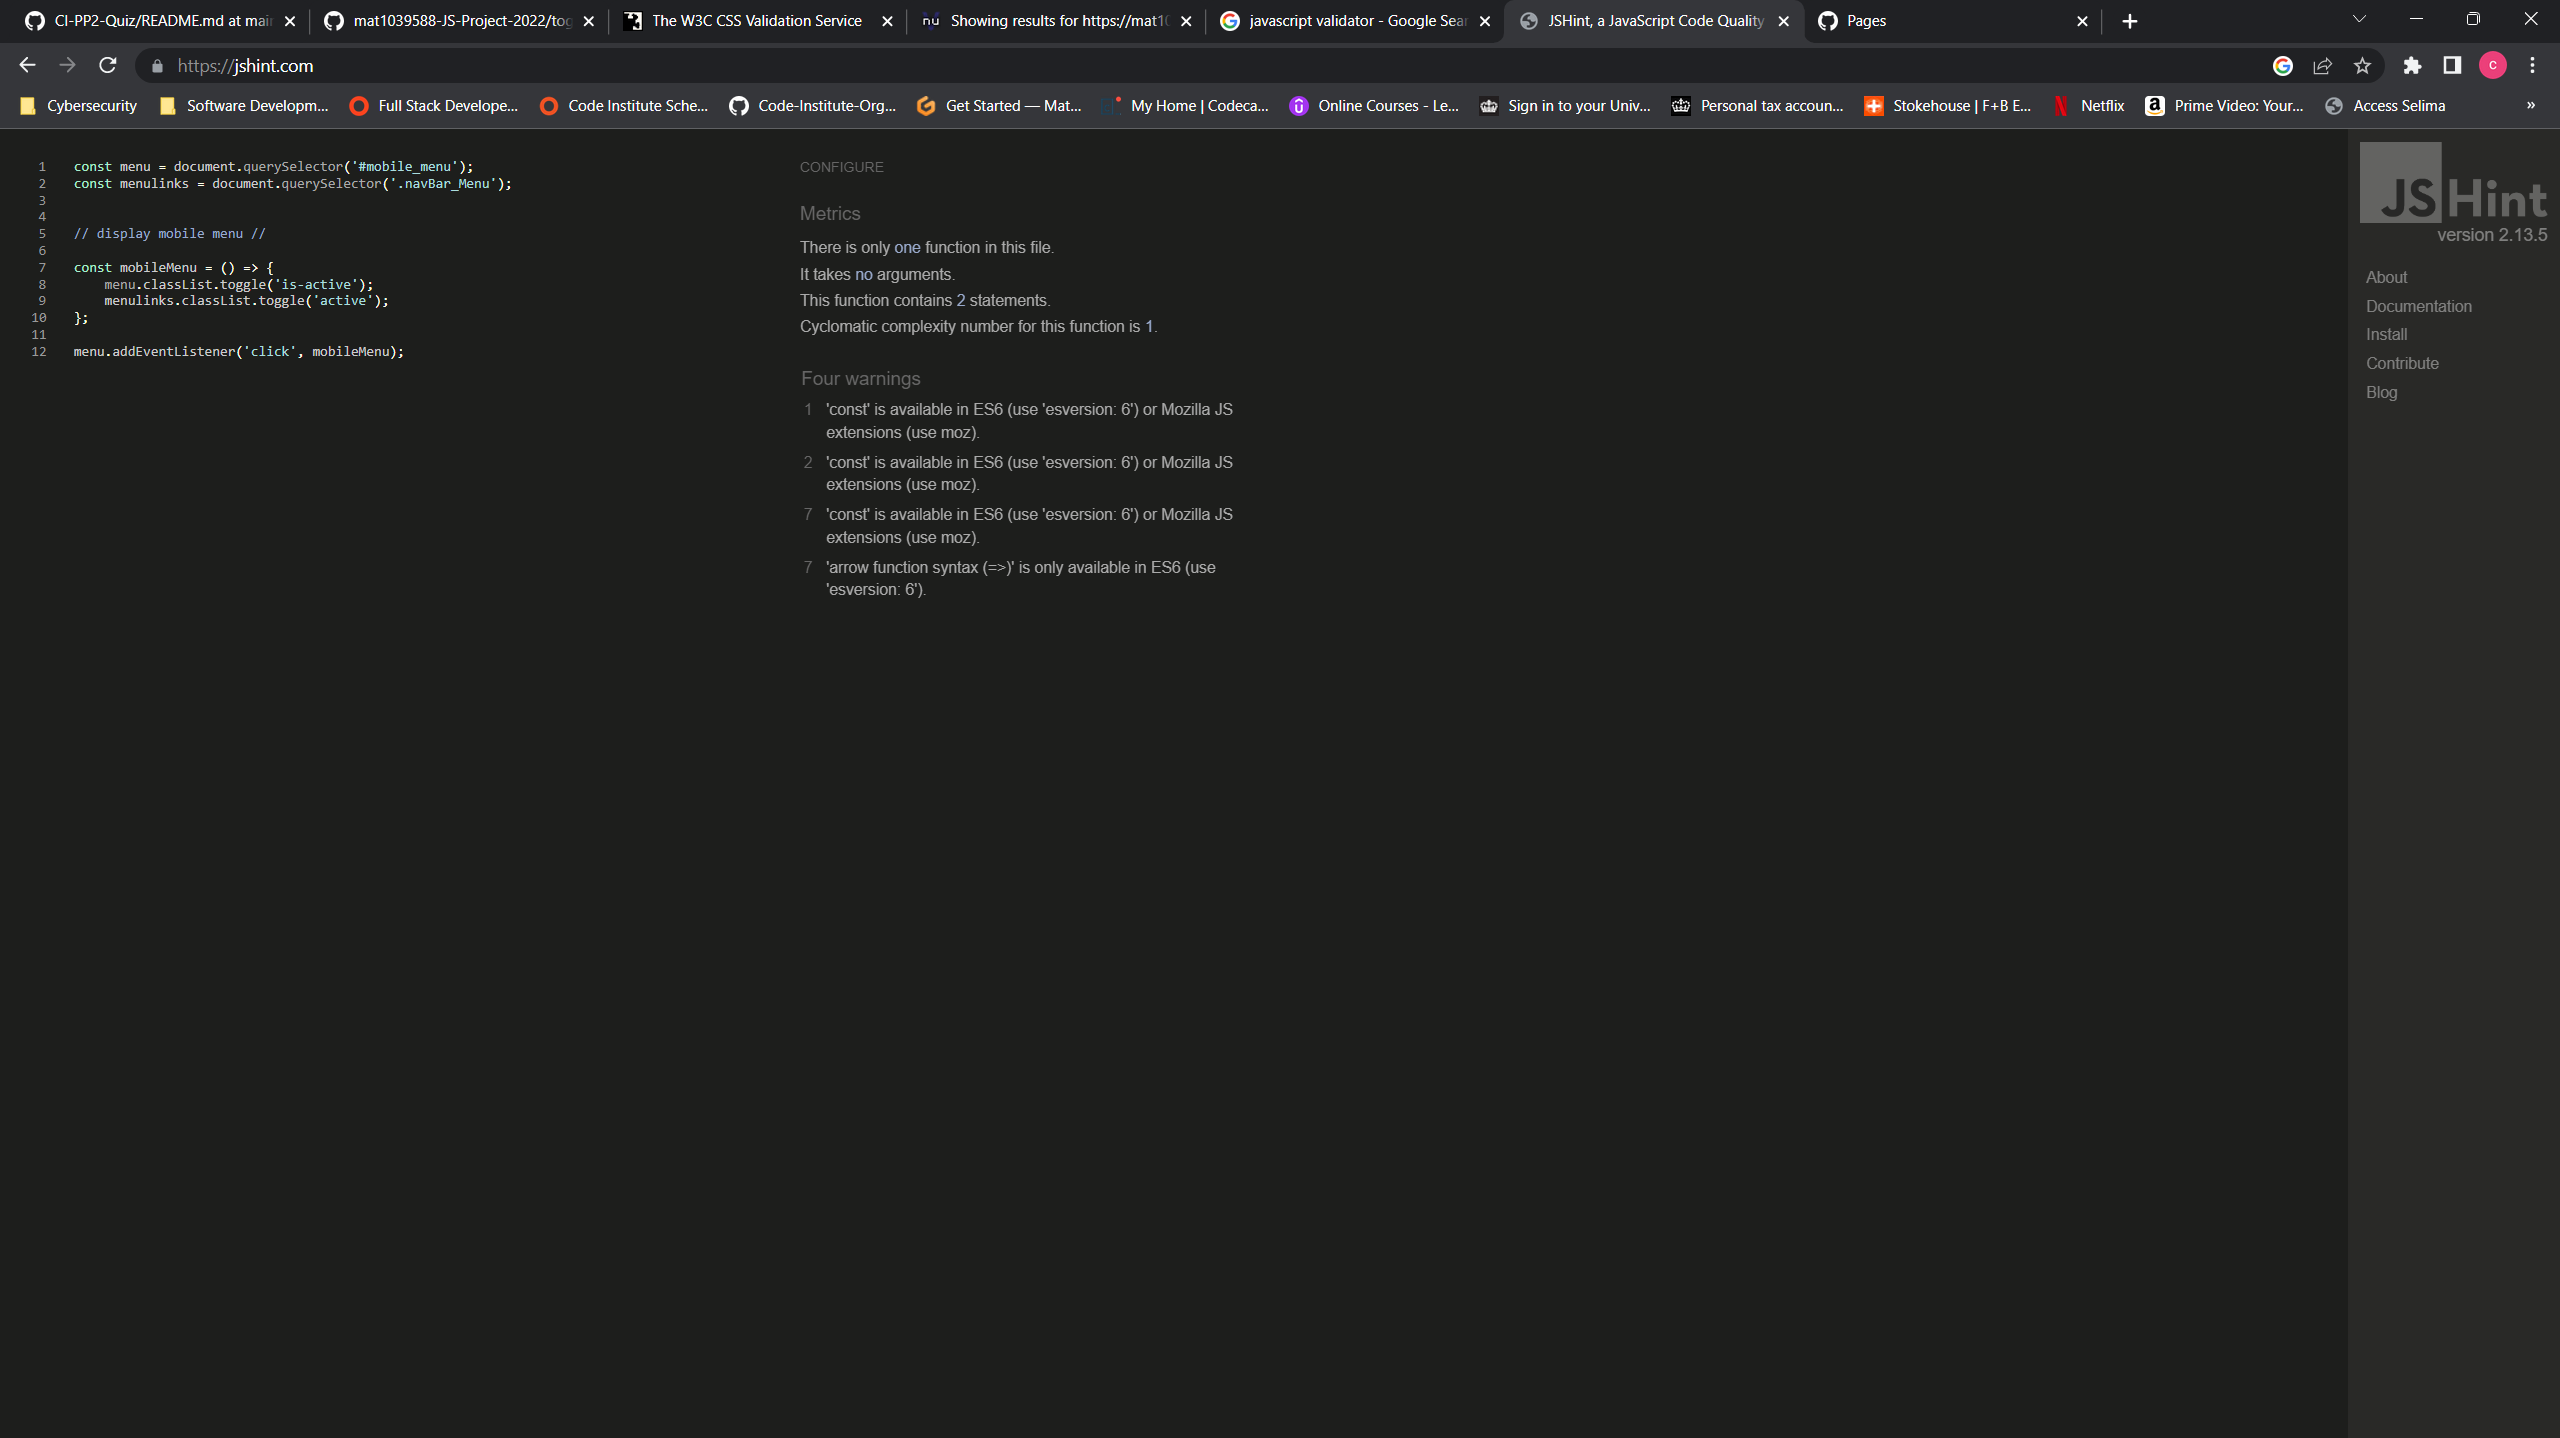 CI-PP2-Quiz/README.md at mai
mat1039588-JS-Project-2022/tog
The W3C CSS Validation Service
nu Showing results for https://mat10
javascript validator - Google Sear
JSHint, a JavaScript Code Quality
Pages
https://jshint.com
C
Cybersecurity
Software Developm...
Full Stack Develope...
Code Institute Sche...
Code-Institute-Org...
Get Started — Mat...
My Home | Codeca...
Online Courses - Le...
Sign in to your Univ...
Personal tax accoun...
Stokehouse | F+B E...
Netflix
Prime Video: Your...
Access Selima
»
1 const menu = document.querySelector('#mobile_menu');
2 const menulinks = document.querySelector('.navBar_Menu');
3
4
5 // display mobile menu //
6
7 const mobileMenu = () => {
8 menu.classList.toggle('is-active');
9 menulinks.classList.toggle('active');
10 };
11
12 menu.addEventListener('click', mobileMenu);
CONFIGURE
Metrics
There is only one function in this file.
It takes no arguments.
This function contains 2 statements.
Cyclomatic complexity number for this function is 1.
Four warnings
1 'const' is available in ES6 (use 'esversion: 6') or Mozilla JS
extensions (use moz).
2 'const' is available in ES6 (use 'esversion: 6') or Mozilla JS
extensions (use moz).
7 'const' is available in ES6 (use 'esversion: 6') or Mozilla JS
extensions (use moz).
7 'arrow function syntax (=>)' is only available in ES6 (use
'esversion: 6').
JSHint
version 2.13.5
About
Documentation
Install
Contribute
Blog